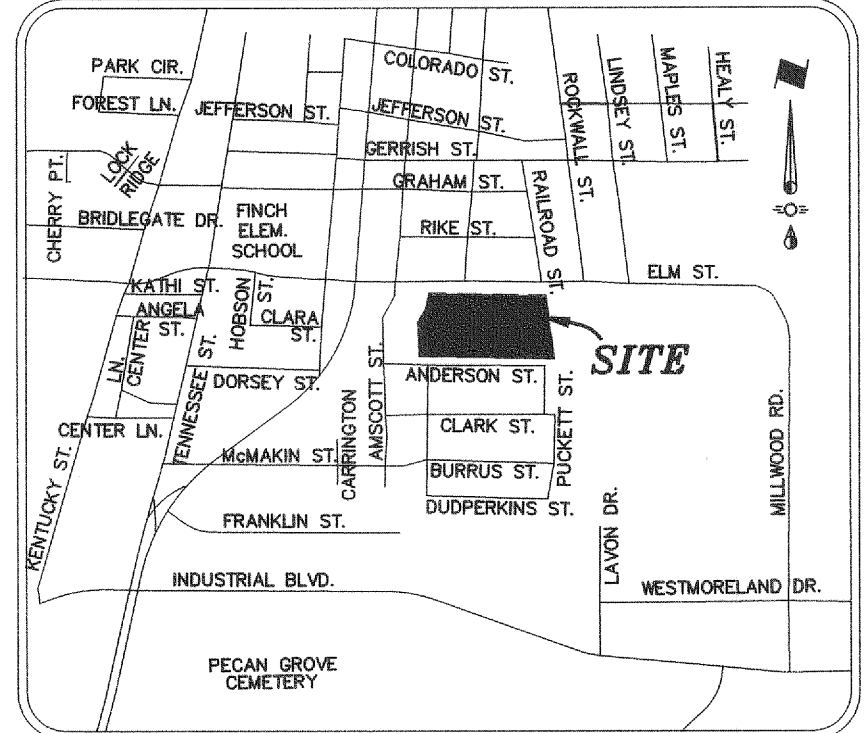 PARK CIR.
COLORADO ST.
FOREST LN.
JEFFERSON ST.
JEFFERSON ST.
ROCKWALL ST.
LINDSEY ST.
MAPLES ST.
HEALY ST.
GERRISH ST.
CHERRY PT.
LOCK
RIDGE
GRAHAM ST.
RAILROAD ST.
BRIDLEGATE DR.
FINCH
ELEM.
SCHOOL
RIKE ST.
ELM ST.
KATHI ST.
HOBSON
ST.
ANGELA
ST.
CLARA
ST.
CENTER
LN.
SITE
TENNESSEE ST.
DORSEY ST.
AMSCOTT ST.
ANDERSON ST.
PUCKETT ST.
CARRINGTON
CLARK ST.
CENTER LN.
McMAKIN ST.
BURRUS ST.
MILLWOOD RD.
KENTUCKY ST.
DUDPERKINS ST.
FRANKLIN ST.
LAVON DR.
INDUSTRIAL BLVD.
WESTMORELAND DR.
PECAN GROVE
CEMETERY